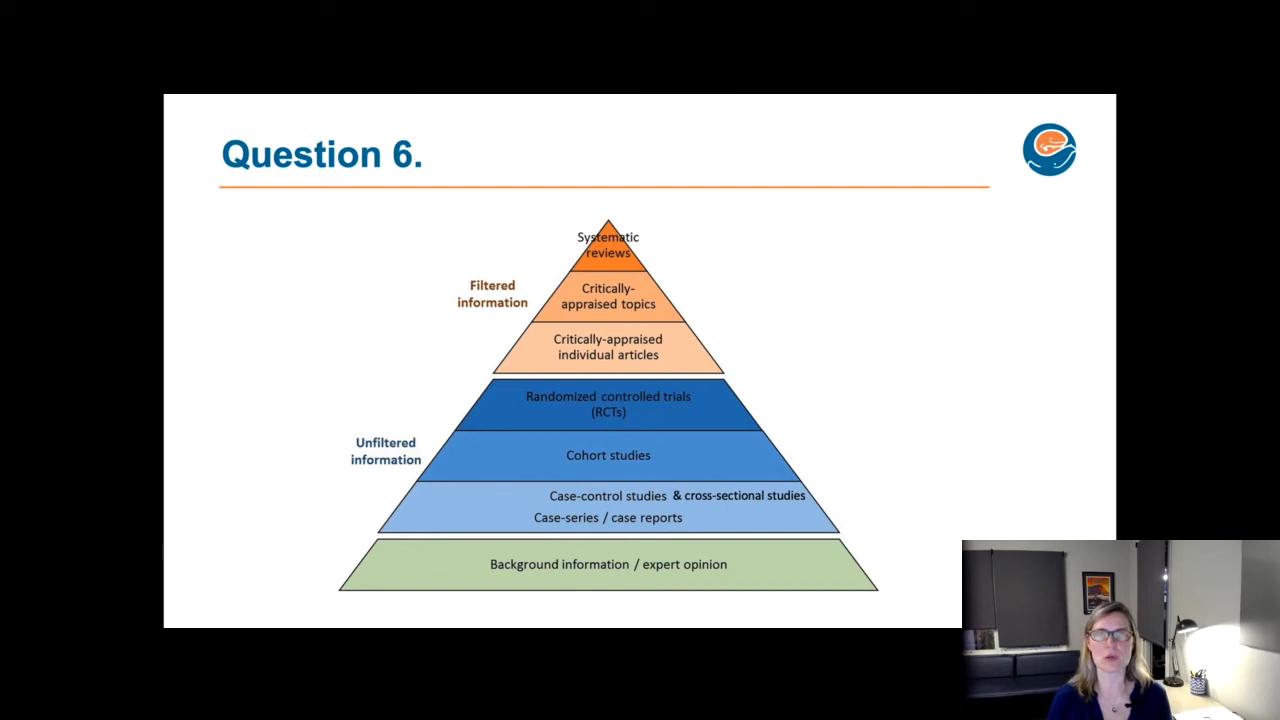 Question 6.
Systematic
reviews
Filtered
information
Critically-
appraised topics
Critically-appraised
individual articles
Randomized controlled trials
(RCTs)
Unfiltered
information
Cohort studies
Case-control studies & cross-sectional studies
Case-series / case reports
Background information / expert opinion